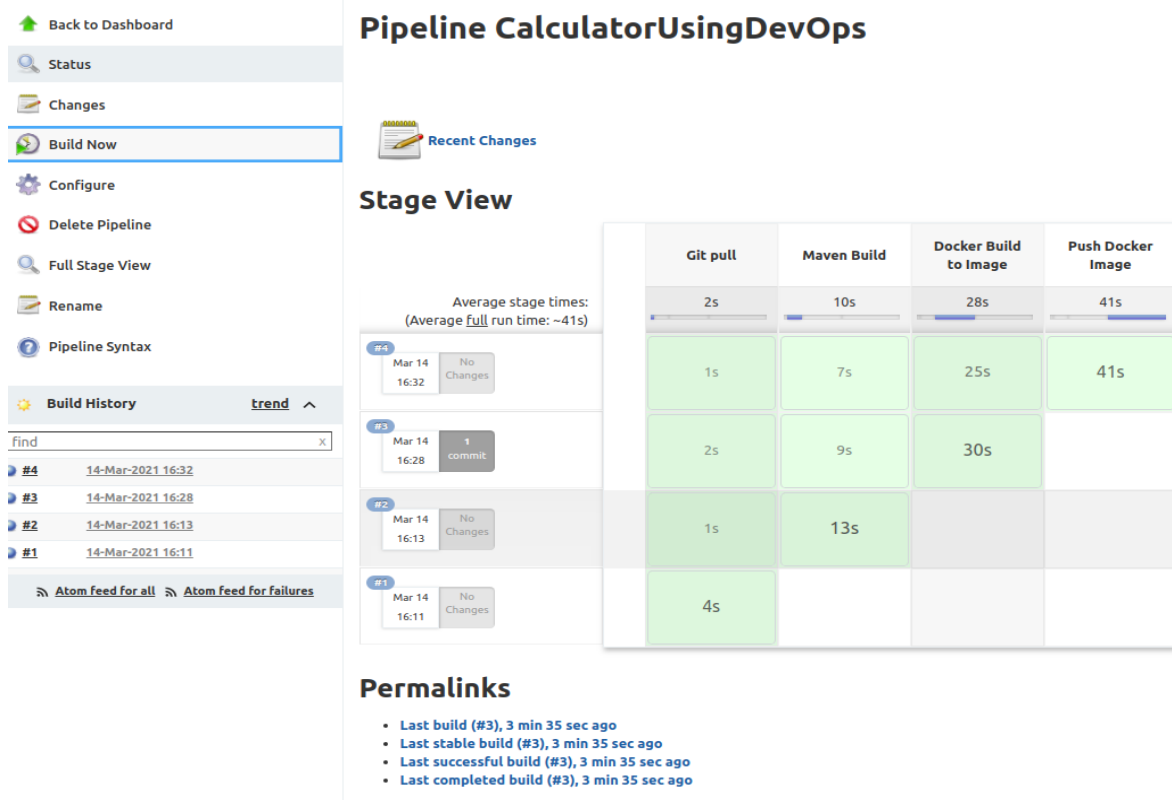 Back to Dashboard
Status
Changes
Build Now
Configure
Delete Pipeline
Full Stage View
Rename
Pipeline Syntax
Build History trend
find x
#4 14-Mar-2021 16:32
#3 14-Mar-2021 16:28
#2 14-Mar-2021 16:13
#1 14-Mar-2021 16:11
Atom feed for all Atom feed for failures
Pipeline CalculatorUsingDevOps
Recent Changes
Stage View
Git pull
Maven Build
Docker Build
to Image
Push Docker
Image
Average stage times:
(Average full run time: ~41s)
2s 10s 28s 41s
#4
Mar 14
16:32
No
Changes
1s 7s 25s 41s
#3
Mar 14
16:28
1
commit
2s 9s 30s
#2
Mar 14
16:13
No
Changes
1s 13s
#1
Mar 14
16:11
No
Changes
4s
Permalinks
Last build (#3), 3 min 35 sec ago
Last stable build (#3), 3 min 35 sec ago
Last successful build (#3), 3 min 35 sec ago
Last completed build (#3), 3 min 35 sec ago